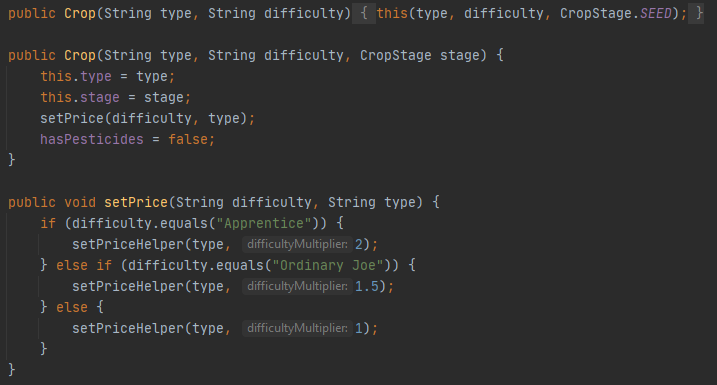 public Crop(String type, String difficulty) { this(type, difficulty, CropStage.SEED); }
public Crop(String type, String difficulty, CropStage stage) {
this.type = type;
this.stage = stage;
setPrice(difficulty, type);
hasPesticides = false;
}
public void setPrice(String difficulty, String type) {
if (difficulty.equals("Apprentice")) {
setPriceHelper(type, difficultyMultiplier: 2);
} else if (difficulty.equals("Ordinary Joe")) {
setPriceHelper(type, difficultyMultiplier: 1.5);
} else {
setPriceHelper(type, difficultyMultiplier: 1);
}
}